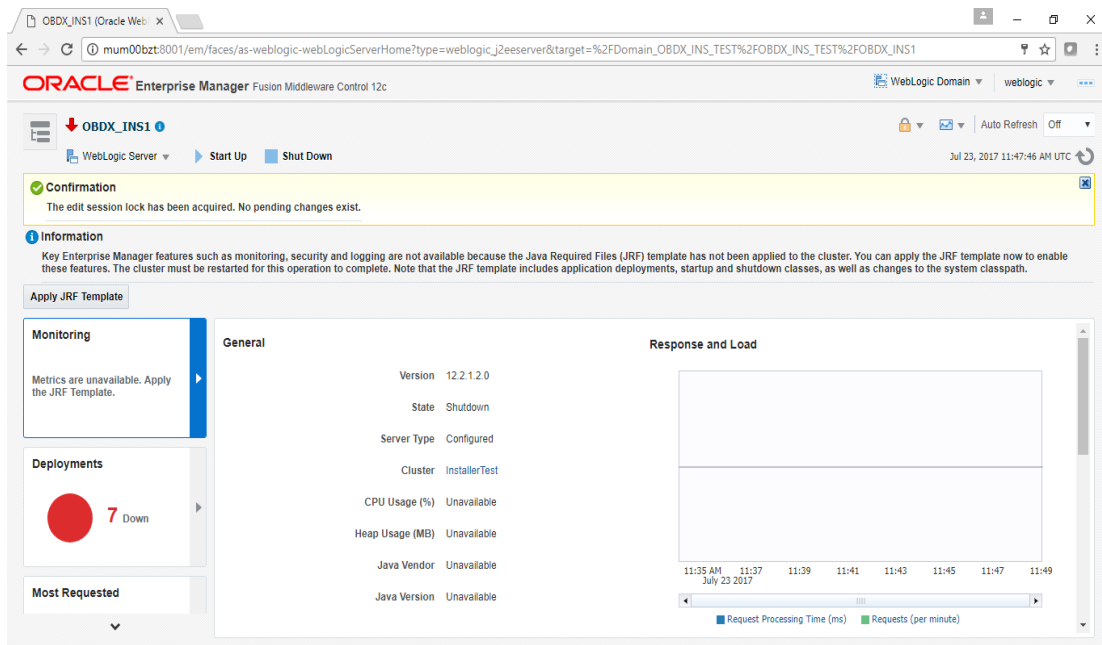 OBDX_INS1 (Oracle Web
mum00bzt:8001/em/faces/as-weblogic-webLogicServerHome?type=weblogic_j2eeserver&target=%2FDomain_OBDX_INS_TEST%2FOBDX_INS_TEST%2FOBDX_INS1
ORACLE Enterprise Manager Fusion Middleware Control 12c
WebLogic Domain
weblogic
OBDX_INS1
Auto Refresh Off
WebLogic Server
Start Up
Shut Down
Jul 23, 2017 11:47:46 AM UTC
Confirmation
The edit session lock has been acquired. No pending changes exist.
Information
Key Enterprise Manager features such as monitoring, security and logging are not available because the Java Required Files (JRF) template has not been applied to the cluster. You can apply the JRF template now to enable
these features. The cluster must be restarted for this operation to complete. Note that the JRF template includes application deployments, startup and shutdown classes, as well as changes to the system classpath.
Apply JRF Template
Monitoring
Metrics are unavailable. Apply
the JRF Template.
Deployments
7 Down
Most Requested
General
Version 12.2.1.2.0
State Shutdown
Server Type Configured
Cluster InstallerTest
CPU Usage (%) Unavailable
Heap Usage (MB) Unavailable
Java Vendor Unavailable
Java Version Unavailable
Response and Load
11:35 AM 11:37 11:39 11:41 11:43 11:45 11:47 11:49
July 23 2017
Request Processing Time (ms) Requests (per minute)